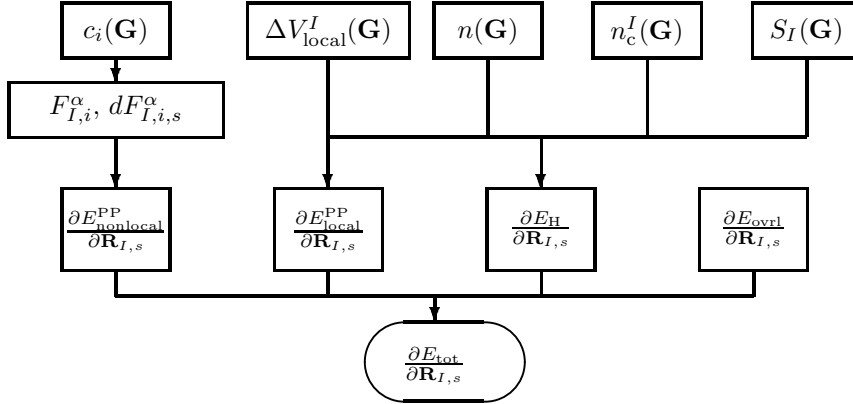 c_i(𝐆) ΔV^I_local(𝐆) n(𝐆) n^I_c(𝐆) S_I(𝐆)
F^α_{I,i}, dF^α_{I,i,s}
∂E^PP_nonlocal/∂𝐑_{I,s} ∂E^PP_local/∂𝐑_{I,s} ∂E_H/∂𝐑_{I,s} ∂E_ovrl/∂𝐑_{I,s}
∂E_tot/∂𝐑_{I,s}